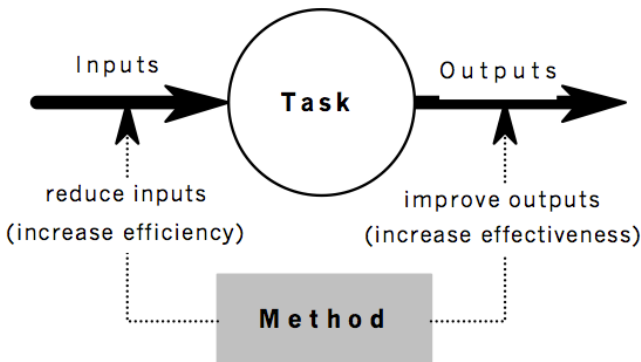 Inputs
Outputs
Task
reduce inputs
(increase efficiency)
improve outputs
(increase effectiveness)
Method